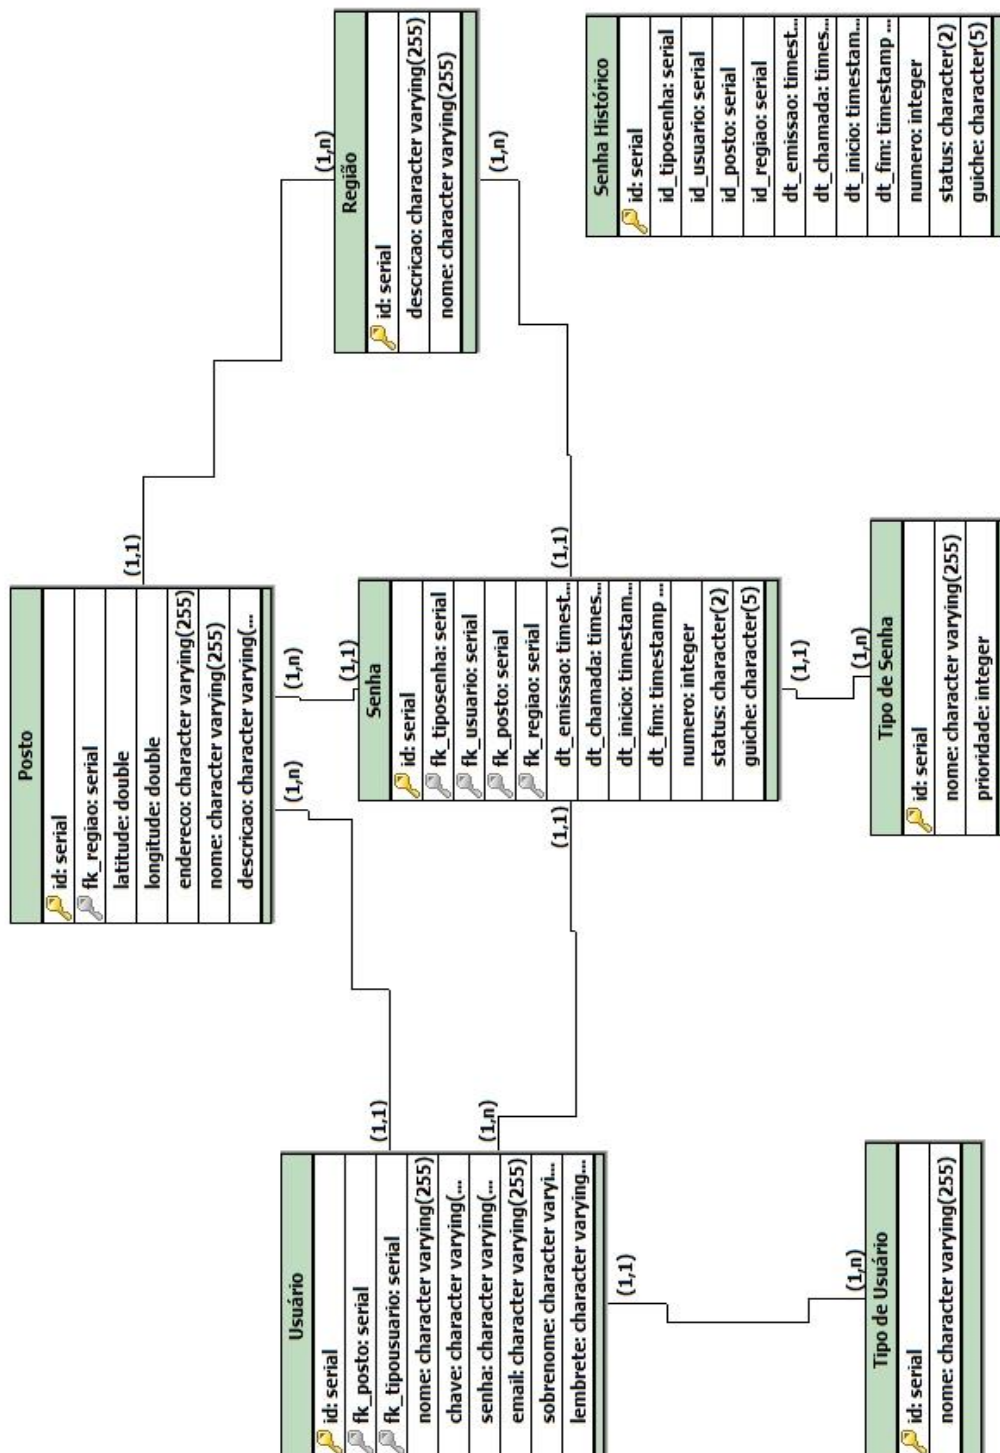 Posto
id: serial
fk_regiao: serial
latitude: double
longitude: double
endereco: character varying(255)
nome: character varying(255)
descricao: character varying(...
(1,1)
(1,n)
(1,n)
Região
id: serial
descricao: character varying(255)
nome: character varying(255)
(1,n)
(1,n)
Usuário
id: serial
fk_posto: serial
fk_tipousuario: serial
nome: character varying(255)
chave: character varying(...
senha: character varying(...
email: character varying(255)
sobrenome: character varyi...
lembrete: character varying...
(1,1)
(1,n)
(1,1)
Senha
id: serial
fk_tiposenha: serial
fk_usuario: serial
fk_posto: serial
fk_regiao: serial
dt_emissao: timest...
dt_chamada: times...
dt_inicio: timestam...
dt_fim: timestamp ...
numero: integer
status: character(2)
guiche: character(5)
(1,1)
(1,1)
(1,1)
(1,1)
Senha Histórico
id: serial
id_tiposenha: serial
id_usuario: serial
id_posto: serial
id_regiao: serial
dt_emissao: timest...
dt_chamada: times...
dt_inicio: timestam...
dt_fim: timestamp ...
numero: integer
status: character(2)
guiche: character(5)
Tipo de Usuário
id: serial
nome: character varying(255)
(1,n)
Tipo de Senha
id: serial
nome: character varying(255)
prioridade: integer
(1,n)